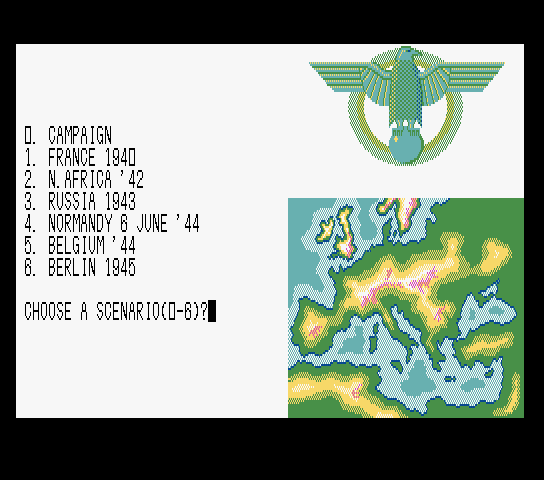 0. CAMPAIGN
1. FRANCE 1940
2. N.AFRICA '42
3. RUSSIA 1943
4. NORMANDY 6 JUNE '44
5. BELGIUM '44
6. BERLIN 1945
CHOOSE A SCENARIO(0-6)?